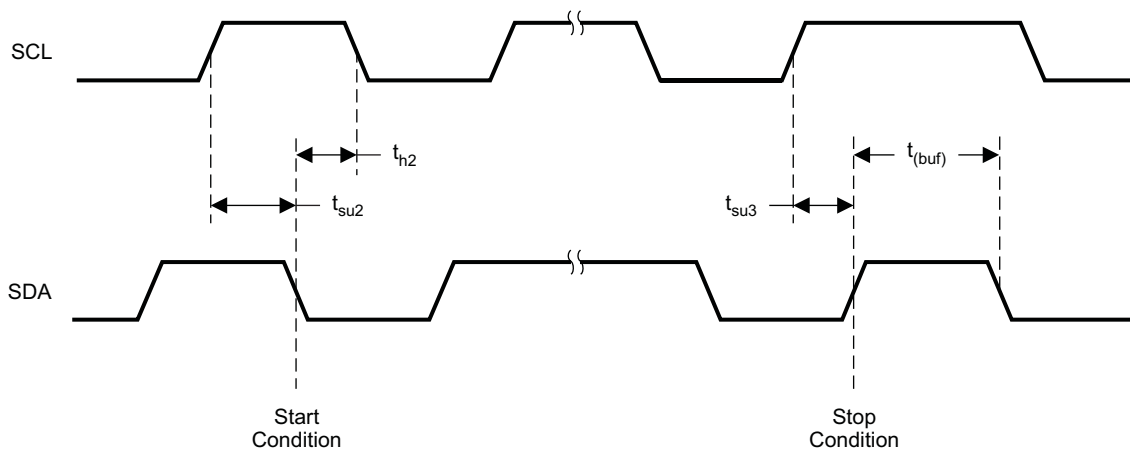 SCL
t_h2
t_(buf)
t_su2
t_su3
SDA
Start
Condition
Stop
Condition